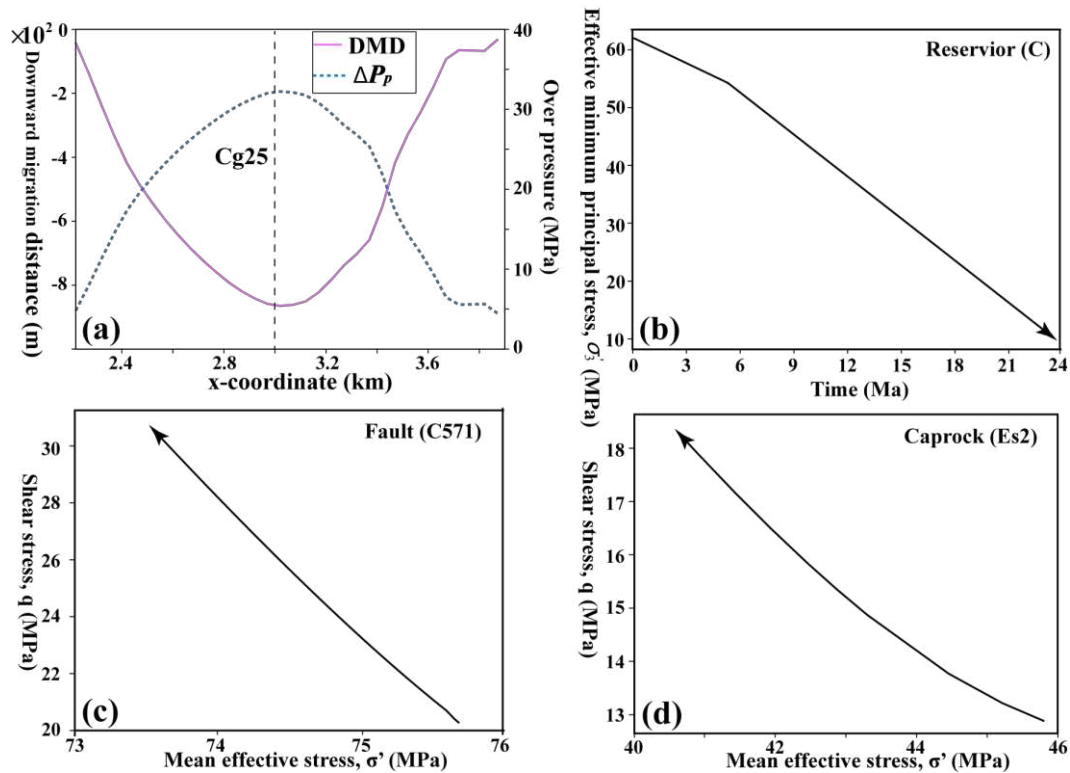 ×10² 0
-2
-4
-6
-8
Downward migration distance (m)
DMD
ΔPp
Cg25
40
30
20
10
0
Over pressure (MPa)
(a)
2.4
2.8
3.2
3.6
x-coordinate (km)
60
50
40
30
20
10
Effective minimum principal stress, σ'3 (MPa)
Reservior (C)
(b)
0
3
6
9
12
15
18
21
24
Time (Ma)
30
28
26
24
22
20
Shear stress, q (MPa)
Fault (C571)
(c)
73
74
75
76
Mean effective stress, σ' (MPa)
18
17
16
15
14
13
Shear stress, q (MPa)
Caprock (Es2)
(d)
40
42
44
46
Mean effective stress, σ' (MPa)